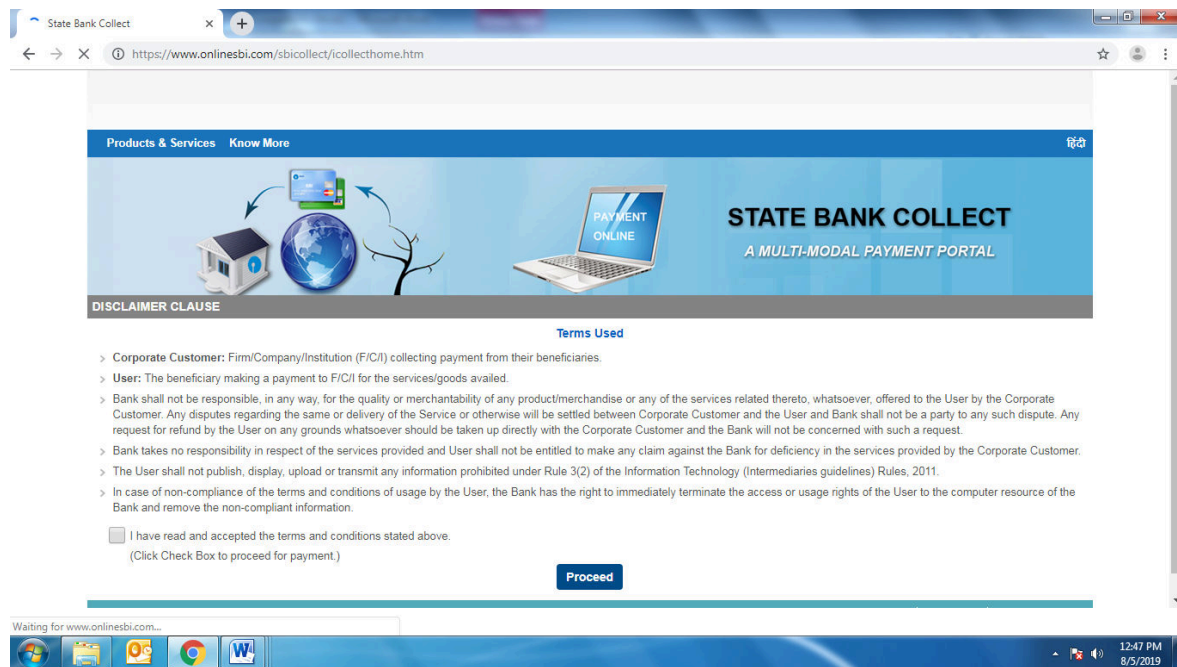 State Bank Collect
https://www.onlinesbi.com/sbicollect/icollecthome.htm
Products & Services Know More हिंदी
PAYMENT
ONLINE
STATE BANK COLLECT
A MULTI-MODAL PAYMENT PORTAL
DISCLAIMER CLAUSE
Terms Used
Corporate Customer: Firm/Company/Institution (F/C/I) collecting payment from their beneficiaries.
User: The beneficiary making a payment to F/C/I for the services/goods availed.
Bank shall not be responsible, in any way, for the quality or merchantability of any product/merchandise or any of the services related thereto, whatsoever, offered to the User by the Corporate
Customer. Any disputes regarding the same or delivery of the Service or otherwise will be settled between Corporate Customer and the User and Bank shall not be a party to any such dispute. Any
request for refund by the User on any grounds whatsoever should be taken up directly with the Corporate Customer and the Bank will not be concerned with such a request.
Bank takes no responsibility in respect of the services provided and User shall not be entitled to make any claim against the Bank for deficiency in the services provided by the Corporate Customer.
The User shall not publish, display, upload or transmit any information prohibited under Rule 3(2) of the Information Technology (Intermediaries guidelines) Rules, 2011.
In case of non-compliance of the terms and conditions of usage by the User, the Bank has the right to immediately terminate the access or usage rights of the User to the computer resource of the
Bank and remove the non-compliant information.
I have read and accepted the terms and conditions stated above.
(Click Check Box to proceed for payment.)
Proceed
Waiting for www.onlinesbi.com...
12:47 PM
8/5/2019